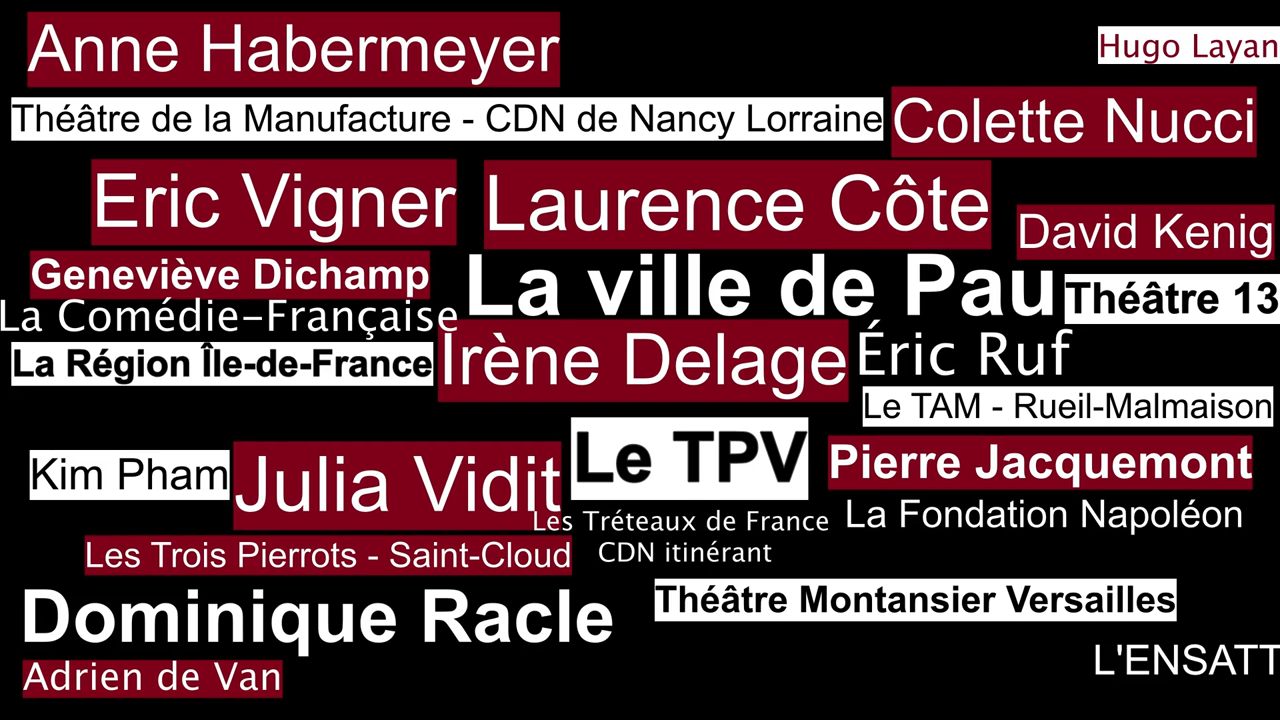 Anne Habermeyer
Hugo Layan
Théâtre de la Manufacture - CDN de Nancy Lorraine
Colette Nucci
Eric Vigner
Laurence Côte
David Kenig
Geneviève Dichamp
La ville de Pau
Théâtre 13
La Comédie-Française
La Région Île-de-France
Irène Delage
Éric Ruf
Le TAM - Rueil-Malmaison
Kim Pham
Julia Vidit
Le TPV
Pierre Jacquemont
Les Tréteaux de France
CDN itinérant
La Fondation Napoléon
Les Trois Pierrots - Saint-Cloud
Dominique Racle
Théâtre Montansier Versailles
Adrien de Van
L'ENSATT